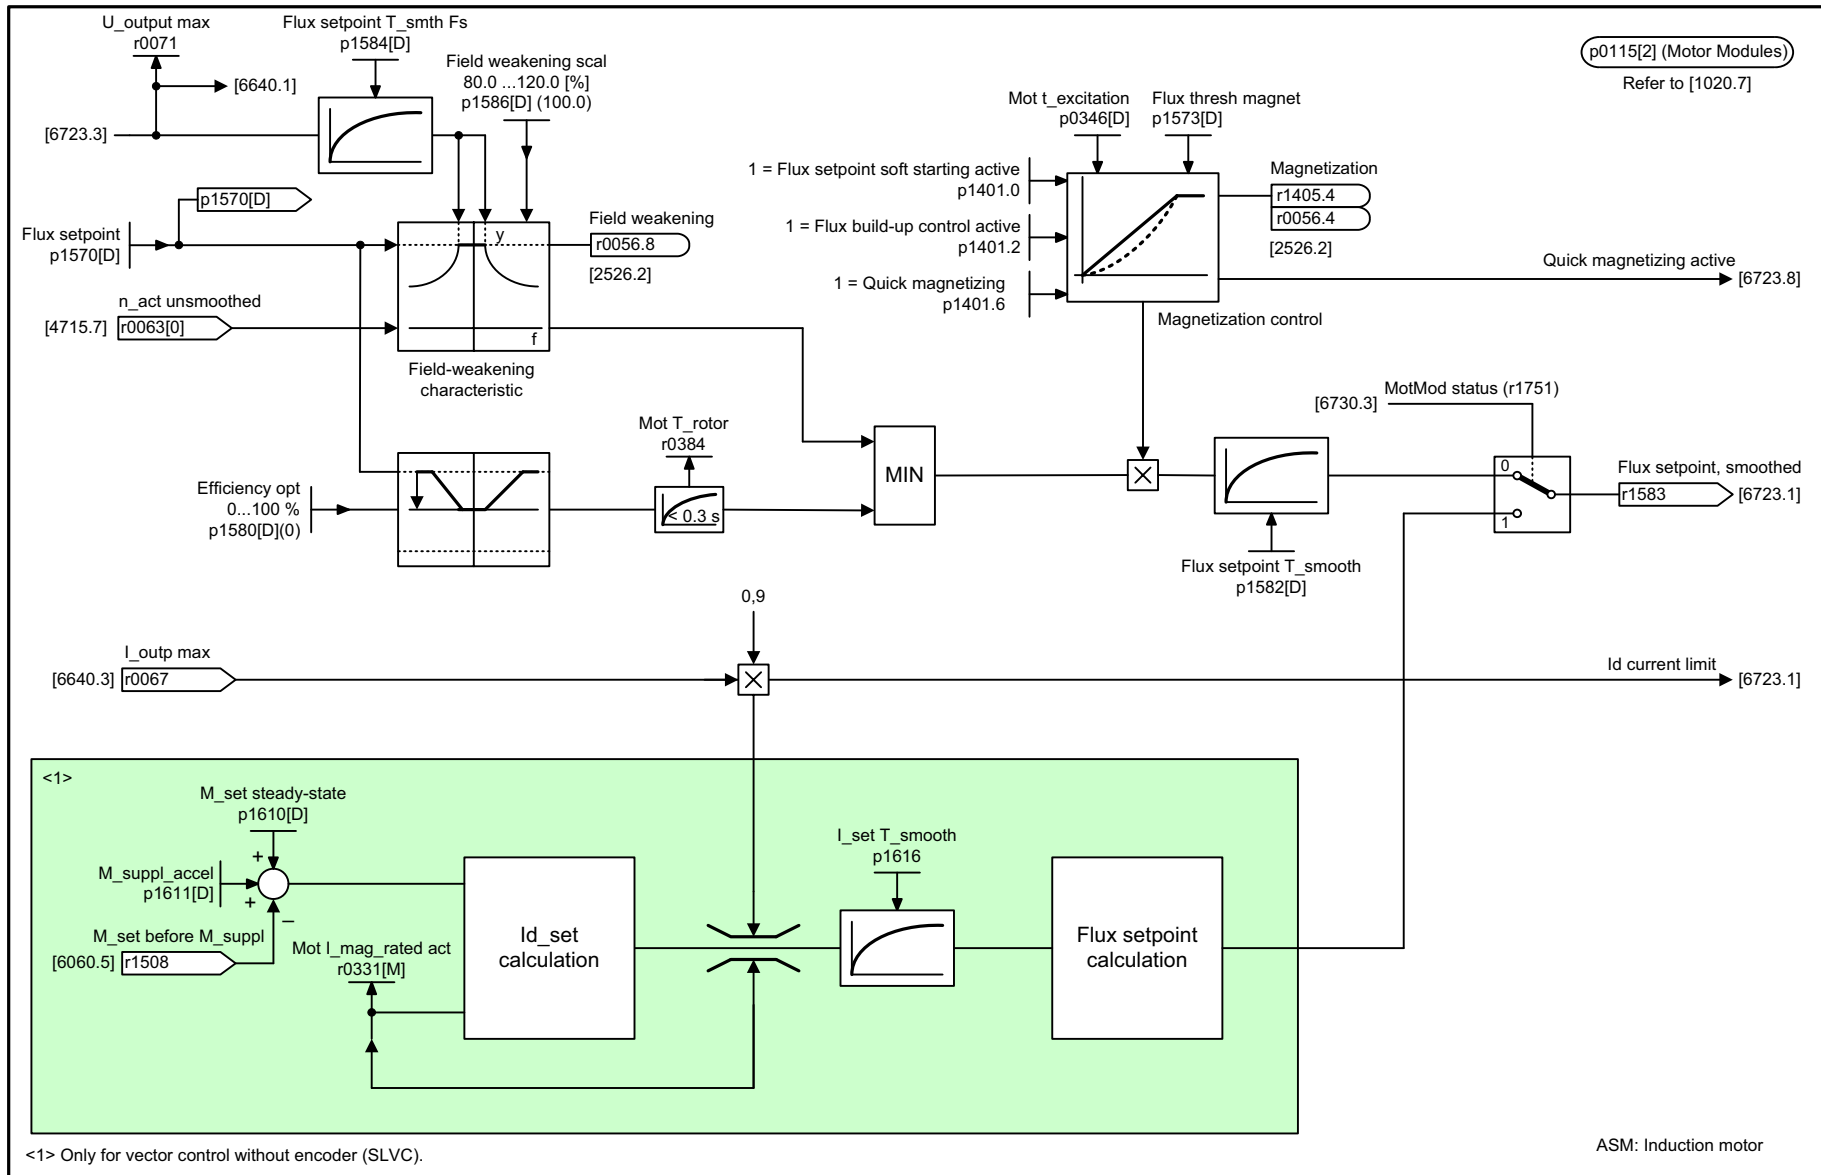 U_output max
r0071
[6640.1]
Flux setpoint T_smth Fs
p1584[D]
Field weakening scal
80.0 ...120.0 [%]
p1586[D] (100.0)
p0115[2] (Motor Modules)
Refer to [1020.7]
[6723.3]
p1570[D]
Flux setpoint
p1570[D]
y
f
Field weakening
r0056.8
[2526.2]
n_act unsmoothed
[4715.7]
r0063[0]
Field-weakening
characteristic
Mot t_excitation
p0346[D]
Flux thresh magnet
p1573[D]
1 = Flux setpoint soft starting active
p1401.0
1 = Flux build-up control active
p1401.2
1 = Quick magnetizing
p1401.6
Magnetization
r1405.4
r0056.4
[2526.2]
Quick magnetizing active
[6723.8]
Magnetization control
Efficiency opt
0...100 %
p1580[D](0)
Mot T_rotor
r0384
< 0.3 s
MIN
MotMod status (r1751)
[6730.3]
0
1
Flux setpoint, smoothed
r1583
[6723.1]
Flux setpoint T_smooth
p1582[D]
0,9
I_outp max
[6640.3]
r0067
Id current limit
[6723.1]
<1>
M_set steady-state
p1610[D]
+
M_suppl_accel
p1611[D]
+
–
M_set before M_suppl
[6060.5]
r1508
Mot I_mag_rated act
r0331[M]
Id_set
calculation
I_set T_smooth
p1616
Flux setpoint
calculation
<1> Only for vector control without encoder (SLVC).
ASM: Induction motor